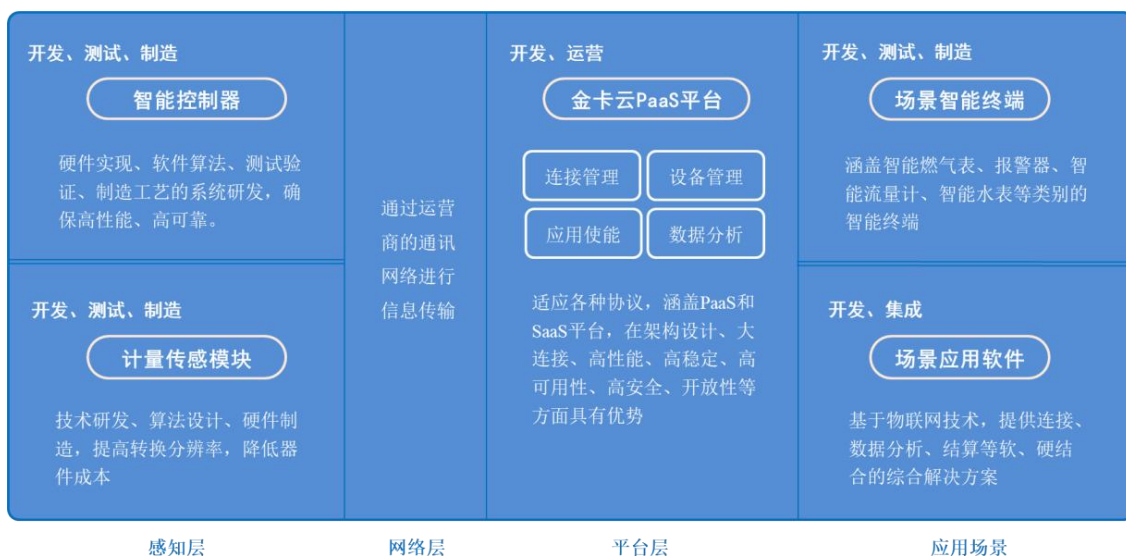 开发、测试、制造
智能控制器
硬件实现、软件算法、测试验
证、制造工艺的系统研发，确
保高性能、高可靠。
开发、测试、制造
计量传感模块
技术研发、算法设计、硬件制
造，提高转换分辨率，降低器
件成本
感知层
通过运营
商的通讯
网络进行
信息传输
网络层
开发、运营
金卡云PaaS平台
连接管理
设备管理
应用使能
数据分析
适应各种协议，涵盖PaaS和
SaaS平台，在架构设计、大
连接、高性能、高稳定、高
可用性、高安全、开放性等
方面具有优势
平台层
开发、测试、制造
场景智能终端
涵盖智能燃气表、报警器、智
能流量计、智能水表等类别的
智能终端
开发、集成
场景应用软件
基于物联网技术，提供连接、
数据分析、结算等软、硬结
合的综合解决方案
应用场景